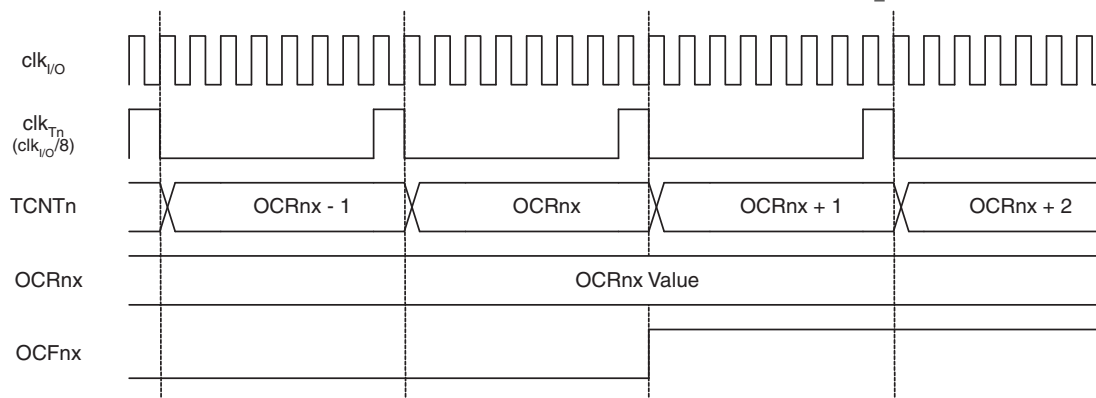 clkI/O
clkTn
(clkI/O/8)
TCNTn
OCRnx - 1
OCRnx
OCRnx + 1
OCRnx + 2
OCRnx
OCRnx Value
OCFnx